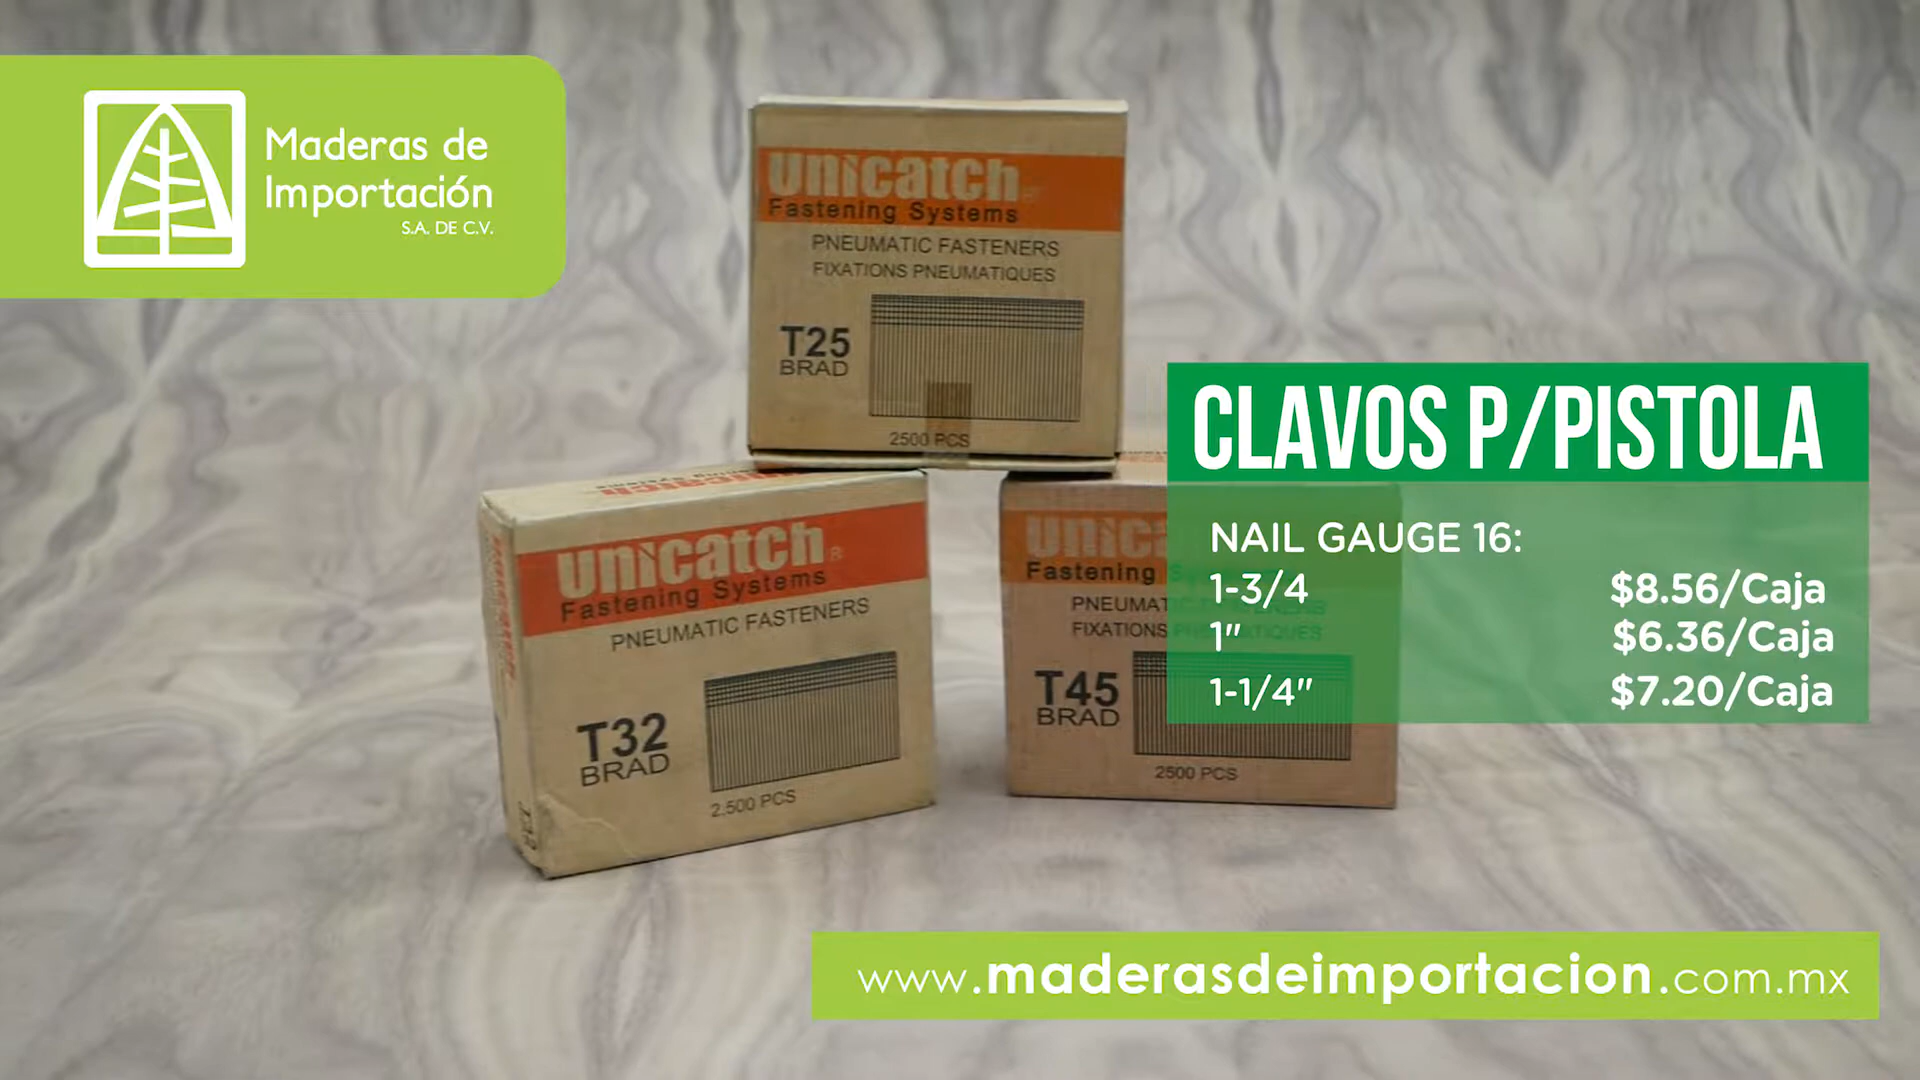 Maderas de
Importación
S.A. DE C.V.
unicatch
Fastening Systems
PNEUMATIC FASTENERS
FIXATIONS PNEUMATIQUES
T25
BRAD
2500 PCS
unicatch®
Fastening Systems
PNEUMATIC FASTENERS
T32
BRAD
2.500 PCS
T32
Fastening
FIXATIONS PNEUMATIQUES
T45
BRAD
2500 PCS
CLAVOS P/PISTOLA
NAIL GAUGE 16:
1-3/4 $8.56/Caja
1" $6.36/Caja
1-1/4" $7.20/Caja
www.maderasdeimportacion.com.mx